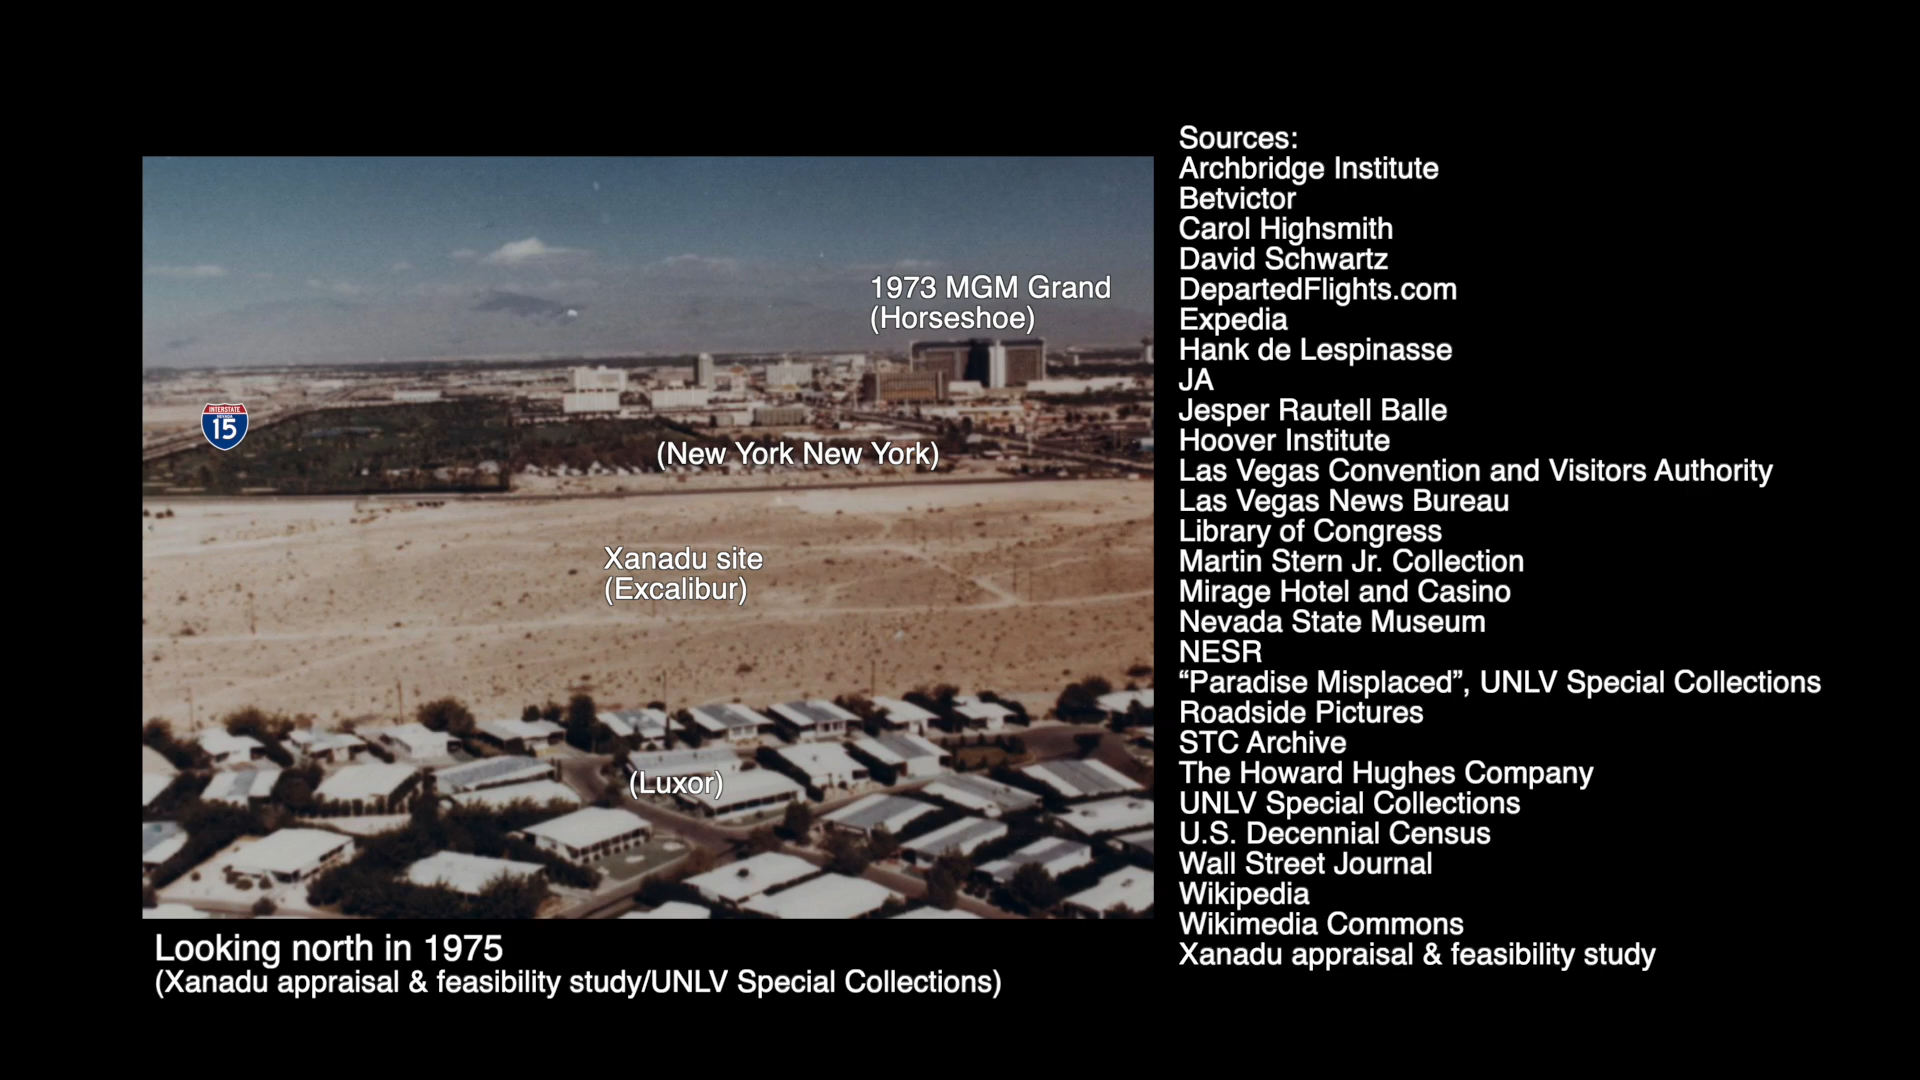 1973 MGM Grand
(Horseshoe)
INTERSTATE
NEVADA
15
(New York New York)
Xanadu site
(Excalibur)
(Luxor)
Looking north in 1975
(Xanadu appraisal & feasibility study/UNLV Special Collections)
Sources:
Archbridge Institute
Betvictor
Carol Highsmith
David Schwartz
DepartedFlights.com
Expedia
Hank de Lespinasse
JA
Jesper Rautell Balle
Hoover Institute
Las Vegas Convention and Visitors Authority
Las Vegas News Bureau
Library of Congress
Martin Stern Jr. Collection
Mirage Hotel and Casino
Nevada State Museum
NESR
“Paradise Misplaced”, UNLV Special Collections
Roadside Pictures
STC Archive
The Howard Hughes Company
UNLV Special Collections
U.S. Decennial Census
Wall Street Journal
Wikipedia
Wikimedia Commons
Xanadu appraisal & feasibility study